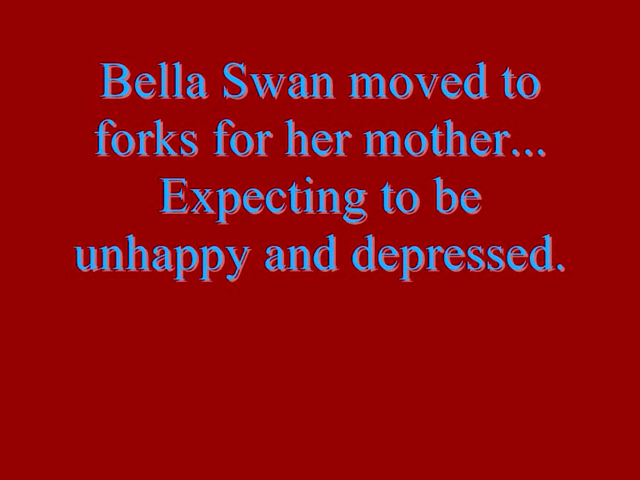 Bella Swan moved to
forks for her mother...
Expecting to be
unhappy and depressed.